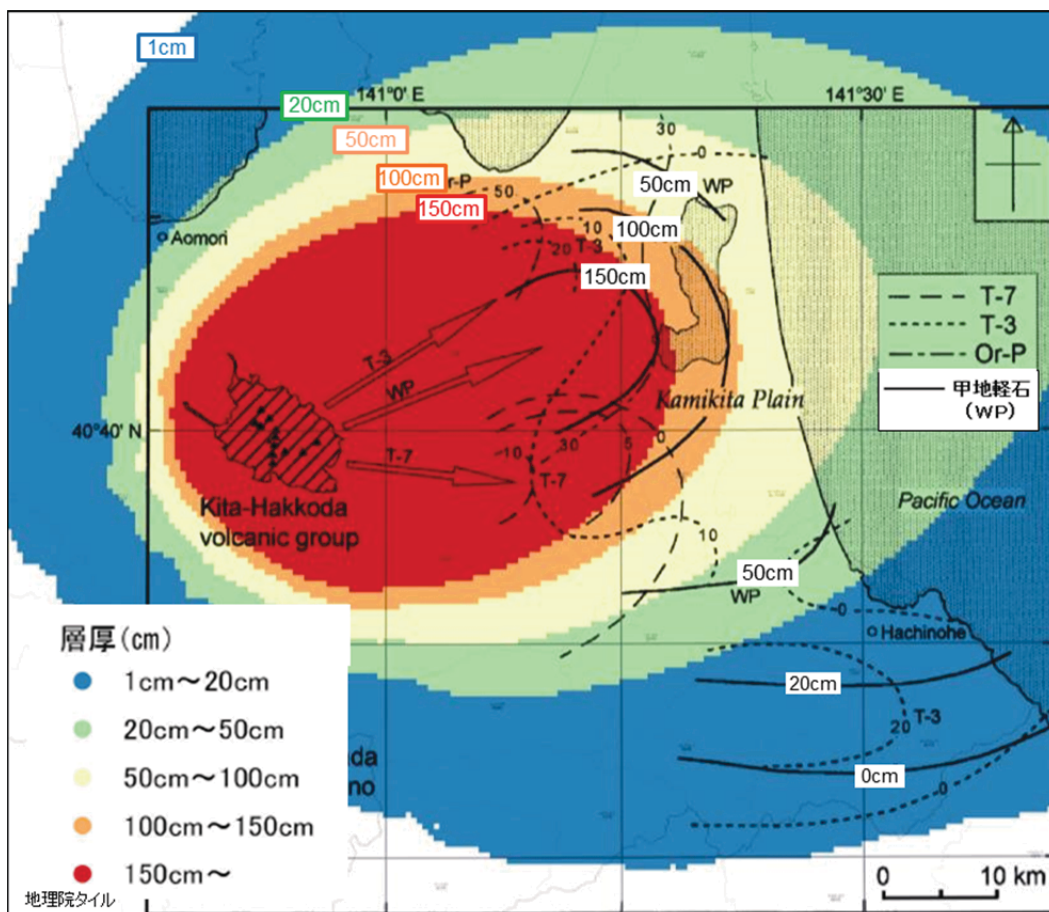 1cm
20cm
141°0' E
141°30' E
50cm
30
0
100cm
r-P
50
50cm
WP
150cm
10
100cm
Aomori
20
T-3
150cm
T-7
T-3
Or-P
甲地軽石
(WP)
T-3
WP
Kamikita Plain
40°40' N
10
30
5
0
T-7
T-7
Pacific Ocean
Kita-Hakkoda
volcanic group
10
50cm
WP
0
Hachinohe
層厚(cm)
1cm～20cm
20cm
20
T-3
20cm～50cm
da
no
0cm
0
50cm～100cm
100cm～150cm
150cm～
0
10 km
地理院タイル